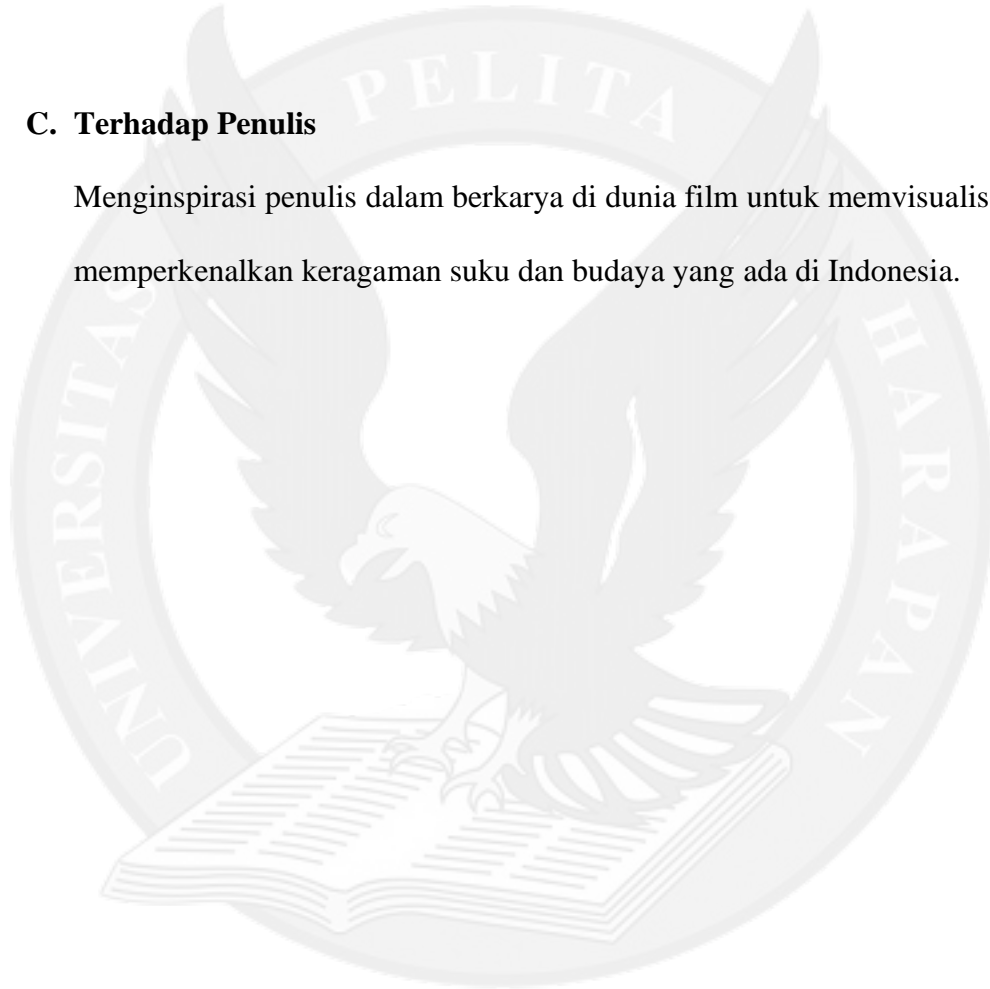 PELITA
C. Terhadap Penulis
Menginspirasi penulis dalam berkarya di dunia film untuk memvisualis
memperkenalkan keragaman suku dan budaya yang ada di Indonesia.
UNIVERSITAS
HARAPAN